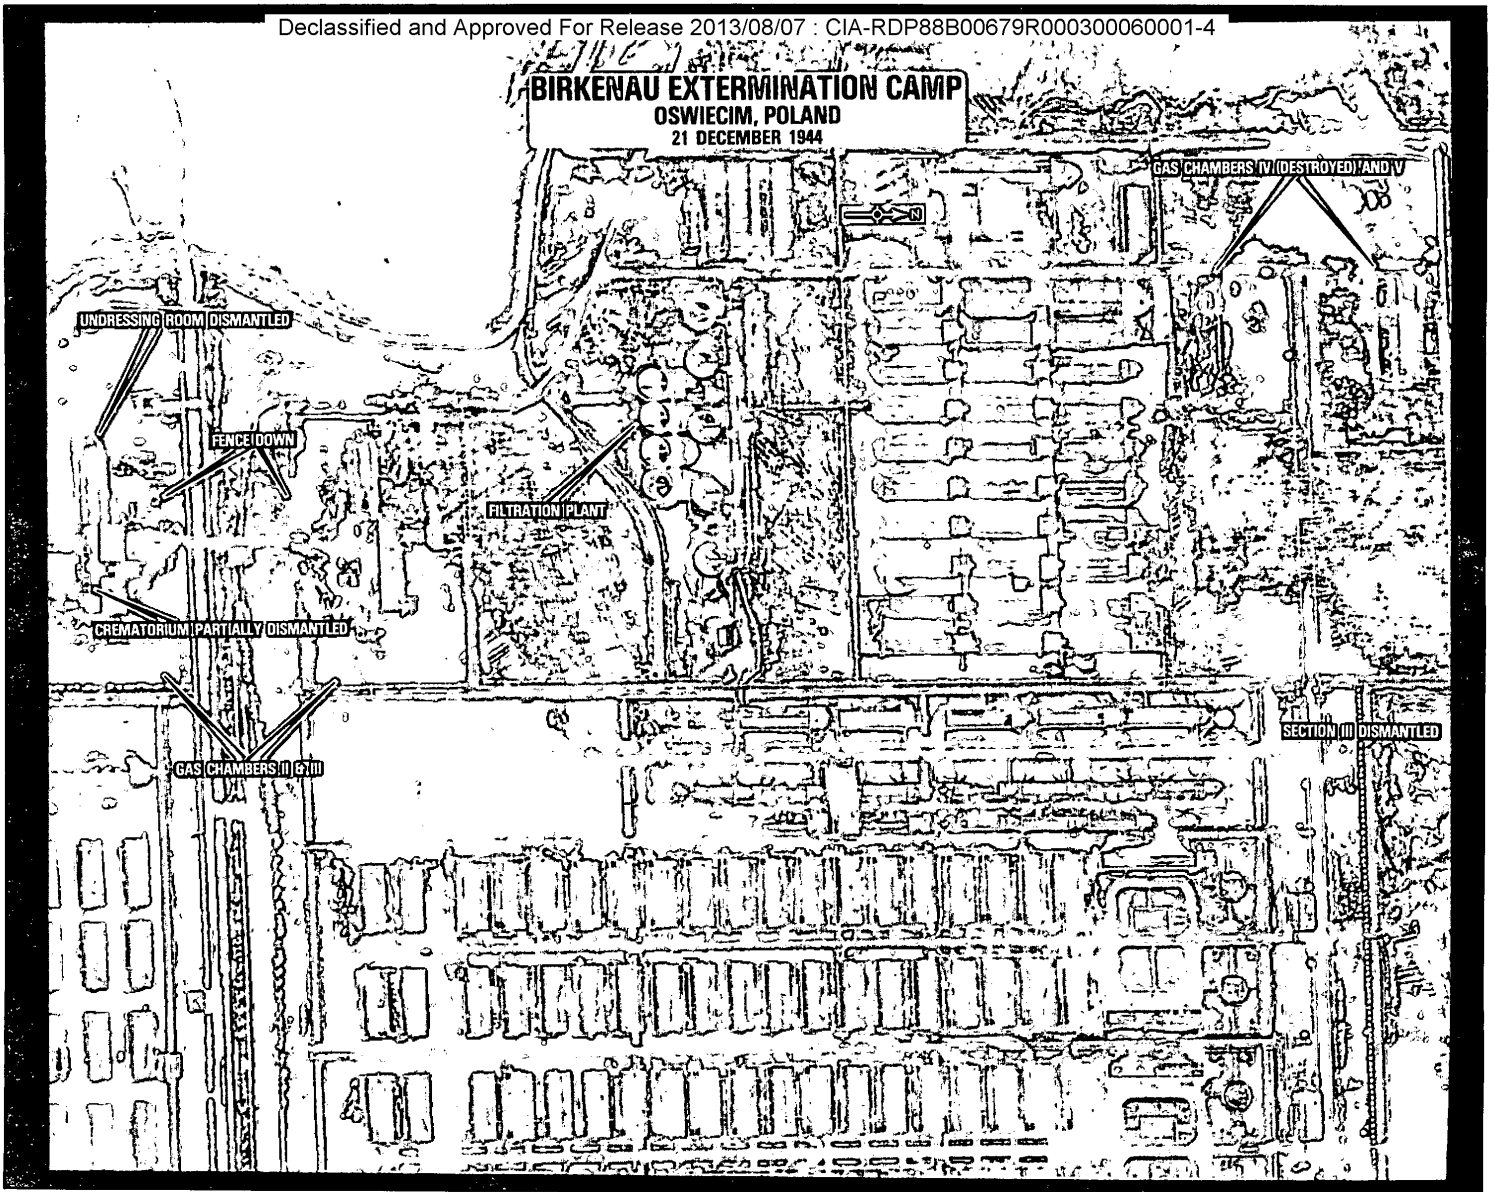 Declassified and Approved For Release 2013/08/07 : CIA-RDP88B00679R000300060001-4
BIRKENAU EXTERMINATION CAMP
OSWIECIM, POLAND
21 DECEMBER 1944
GAS CHAMBERS IV (DESTROYED) AND V
N
UNDRESSING ROOM DISMANTLED
FENCE DOWN
FILTRATION PLANT
CREMATORIUM PARTIALLY DISMANTLED
SECTION III DISMANTLED
GAS CHAMBERS II & III